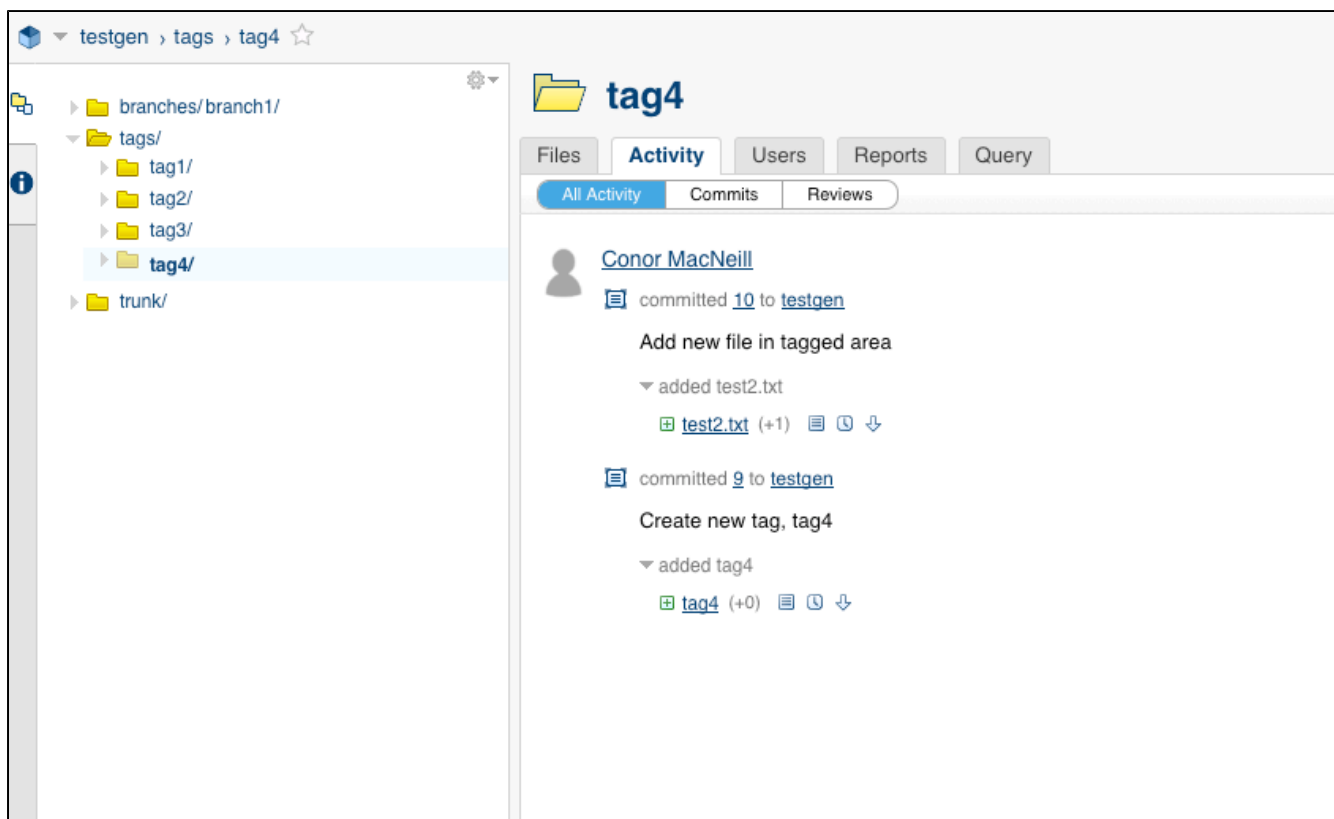 testgen › tags › tag4
branches/branch1/
tags/
tag1/
tag2/
tag3/
tag4/
trunk/
tag4
Files Activity Users Reports Query
All Activity Commits Reviews
Conor MacNeill
committed 10 to testgen
Add new file in tagged area
added test2.txt
test2.txt (+1)
committed 9 to testgen
Create new tag, tag4
added tag4
tag4 (+0)